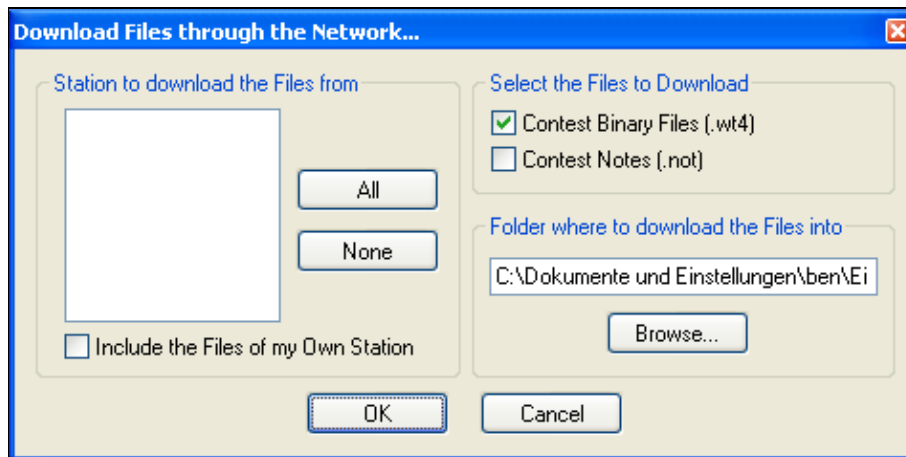 Download Files through the Network...
Station to download the Files from
All
None
Include the Files of my Own Station
Select the Files to Download
Contest Binary Files (.wt4)
Contest Notes (.not)
Folder where to download the Files into
C:\Dokumente und Einstellungen\ben\Ei
Browse...
OK
Cancel